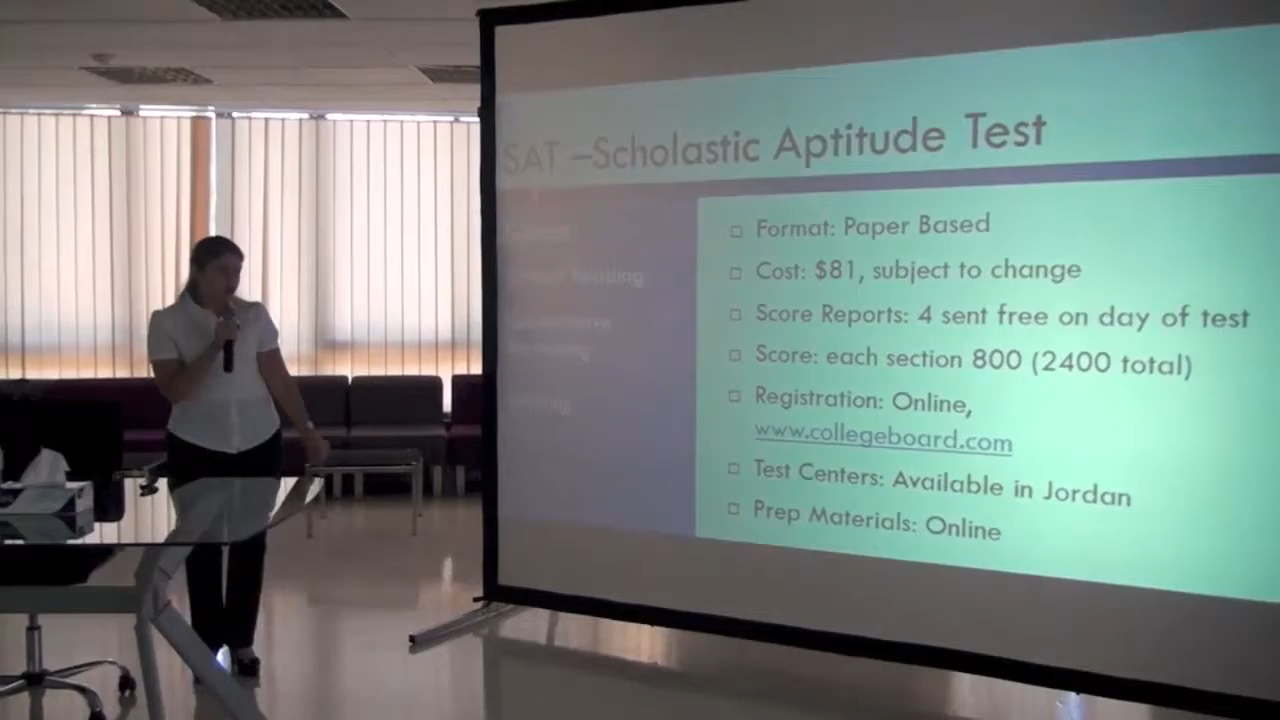 SAT –Scholastic Aptitude Test
Reading
Format: Paper Based
Cost: $81, subject to change
Score Reports: 4 sent free on day of test
Score: each section 800 (2400 total)
Registration: Online,
www.collegeboard.com
Test Centers: Available in Jordan
Prep Materials: Online